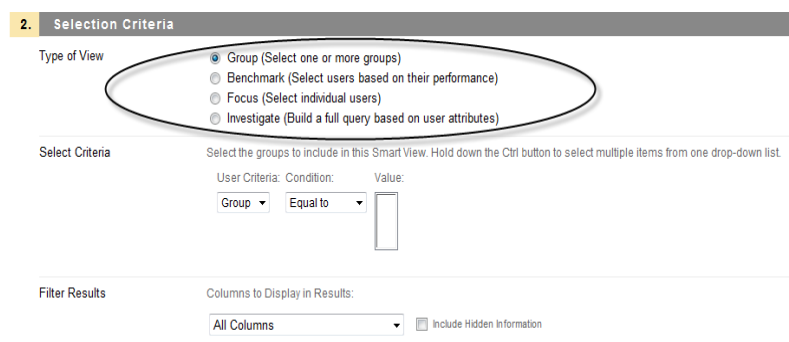 2. Selection Criteria
Type of View
Group (Select one or more groups)
Benchmark (Select users based on their performance)
Focus (Select individual users)
Investigate (Build a full query based on user attributes)
Select Criteria
Select the groups to include in this Smart View. Hold down the Ctrl button to select multiple items from one drop-down list.
User Criteria: Condition: Value:
Group Equal to
Filter Results
Columns to Display in Results:
All Columns Include Hidden Information